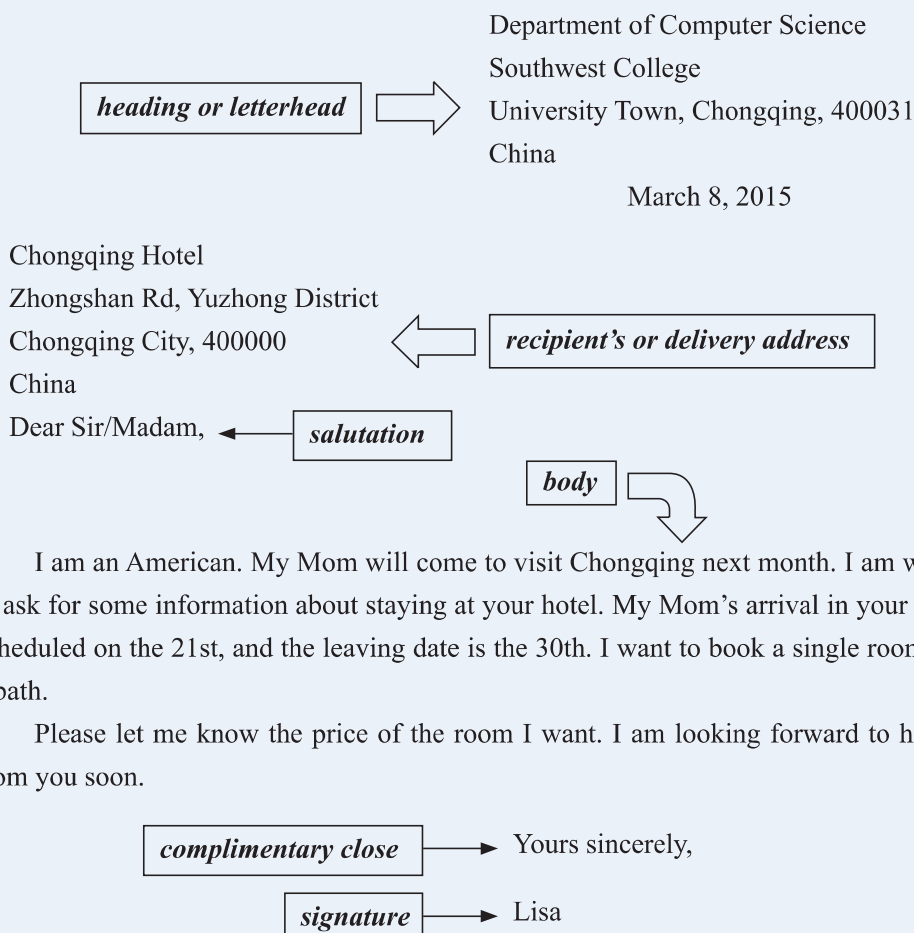 Department of Computer Science
Southwest College
heading or letterhead
University Town, Chongqing, 400031
China
March 8, 2015
Chongqing Hotel
Zhongshan Rd, Yuzhong District
Chongqing City, 400000
recipient's or delivery address
China
Dear Sir/Madam,
salutation
body
I am an American. My Mom will come to visit Chongqing next month. I am
ask for some information about staying at your hotel. My Mom's arrival in your
heduled on the 21st, and the leaving date is the 30th. I want to book a single
Please let me know the price of the room I want. I am looking forward to
om you soon.
complimentary close
Yours sincerely,
signature
Lisa